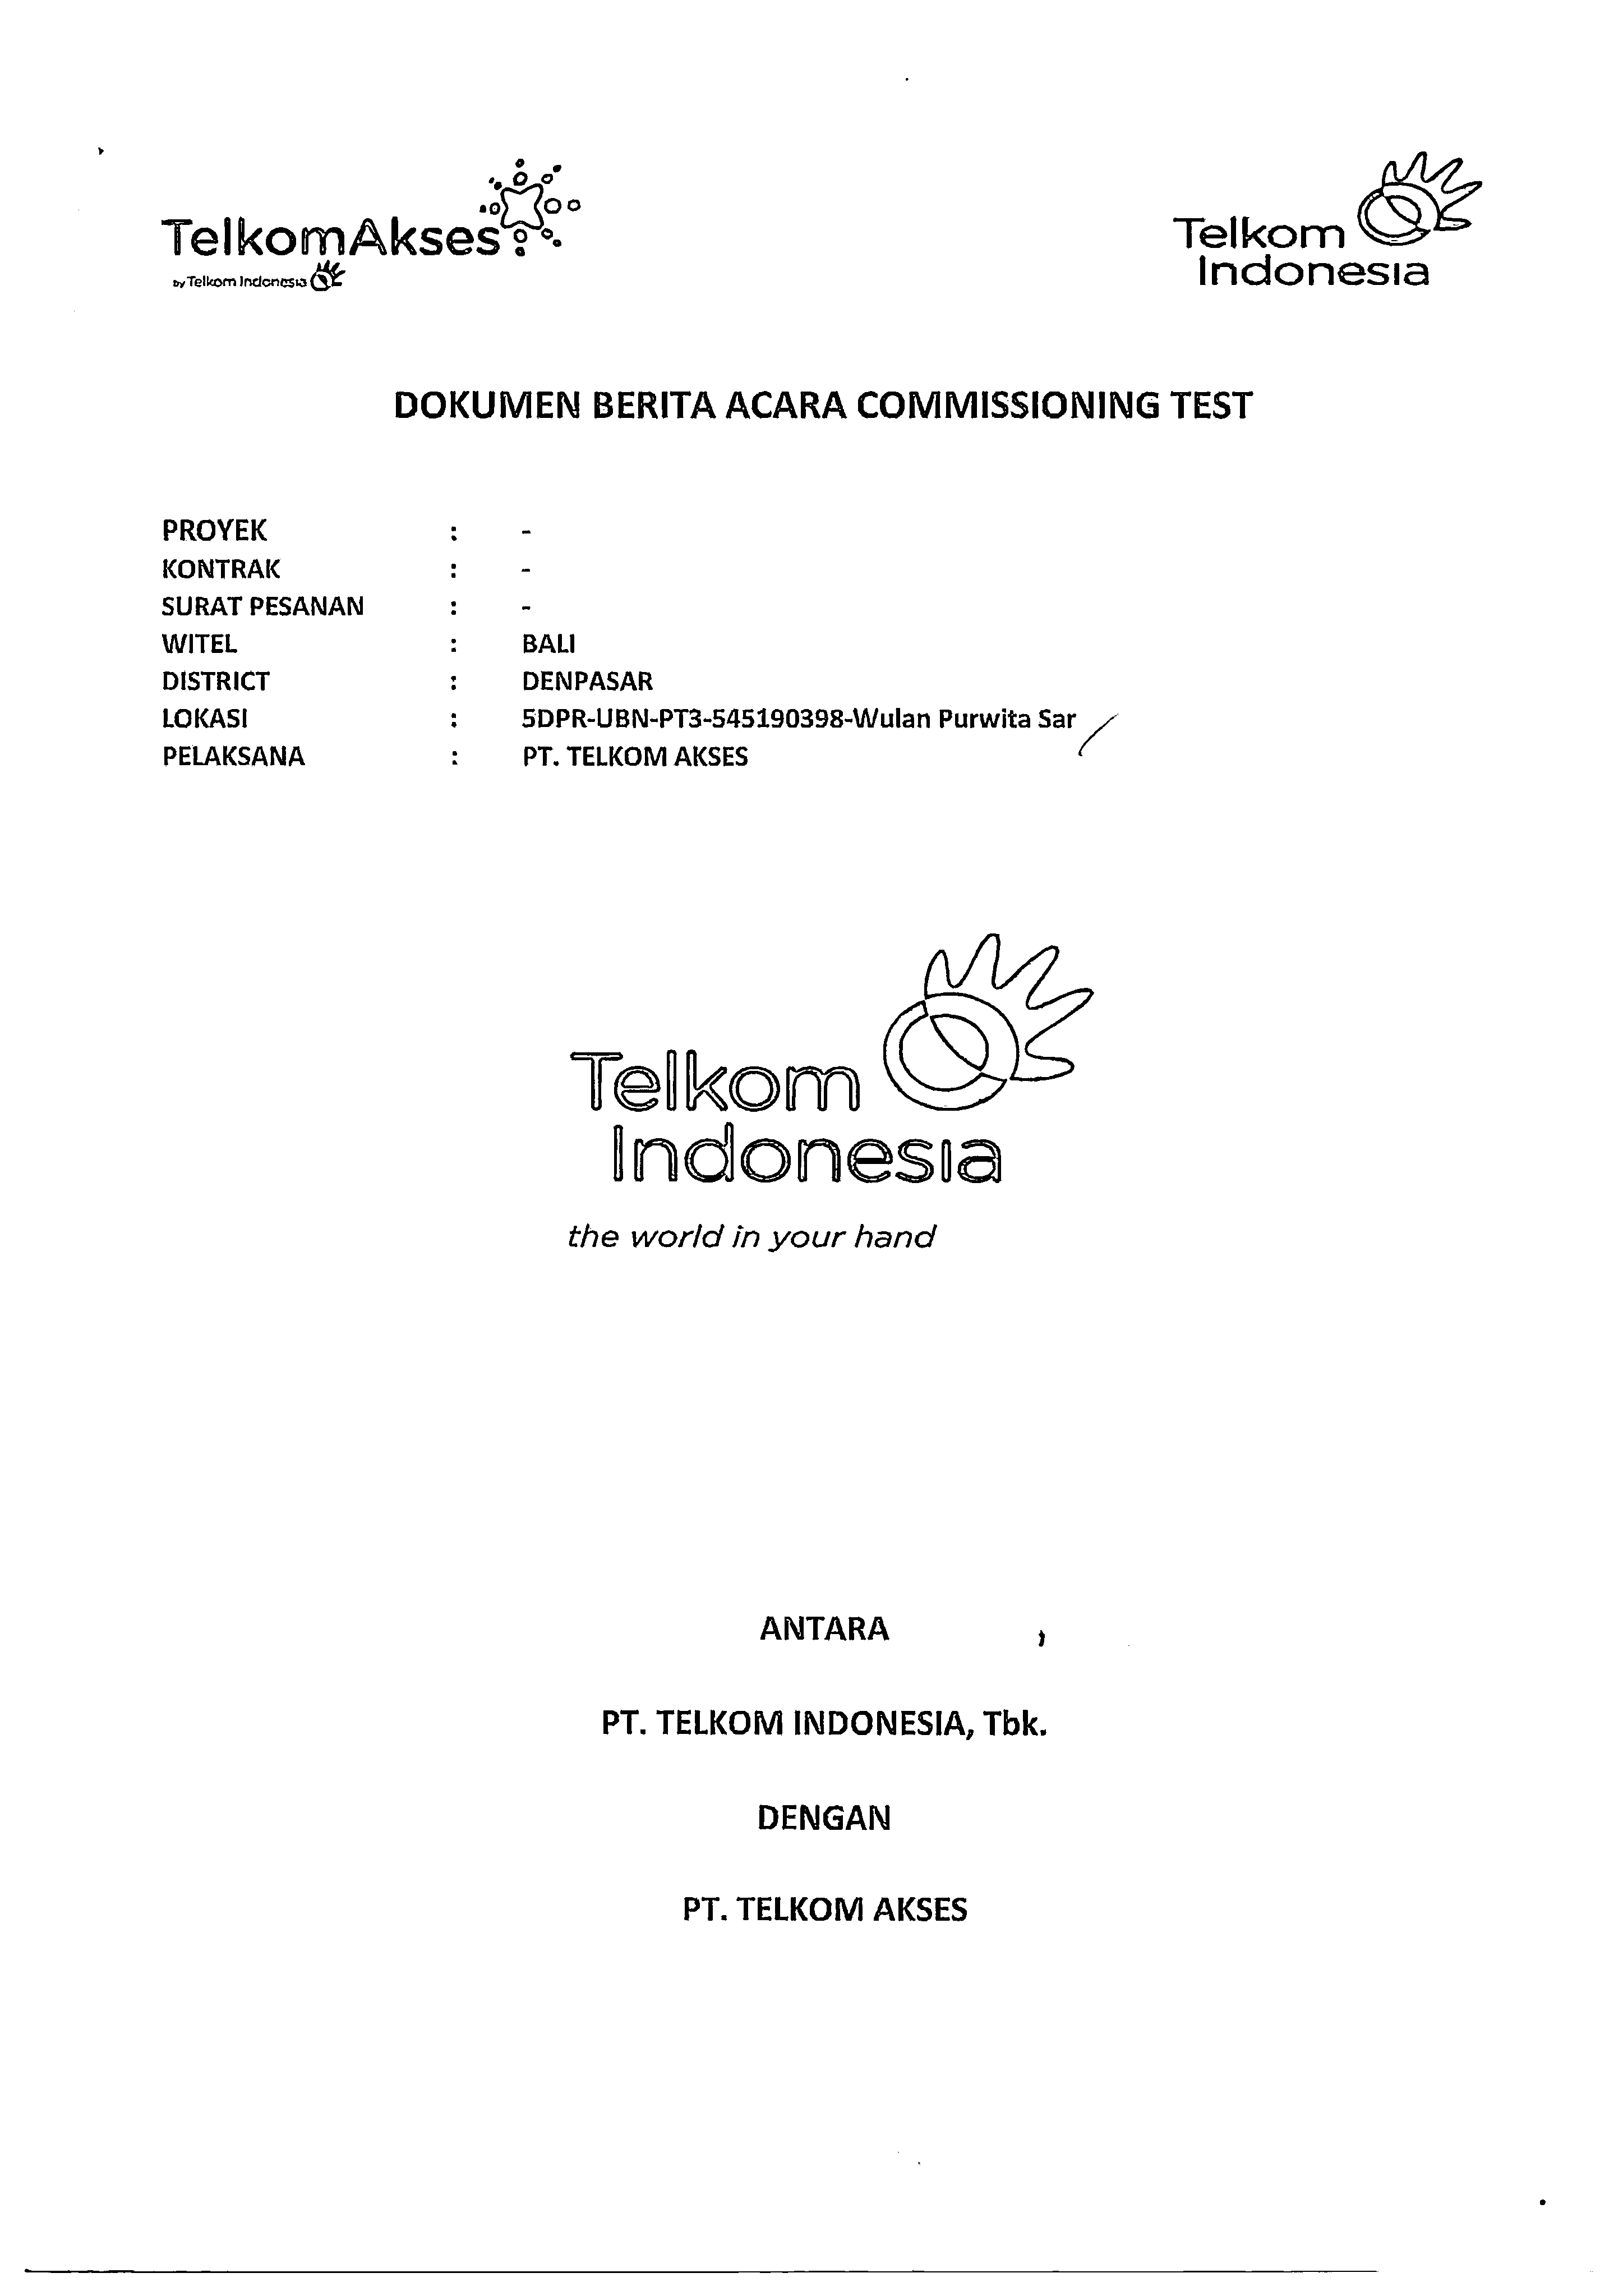 TelkomAkses
by Telkom Indonesia
Telkom
Indonesia
DOKUMEN BERITA ACARA COMMISSIONING TEST
PROYEK : -
KONTRAK : -
SURAT PESANAN : -
WITEL : BALI
DISTRICT : DENPASAR
LOKASI : 5DPR-UBN-PT3-545190398-Wulan Purwita Sar
PELAKSANA : PT. TELKOM AKSES
Telkom
Indonesia
the world in your hand
ANTARA
PT. TELKOM INDONESIA, Tbk.
DENGAN
PT. TELKOM AKSES